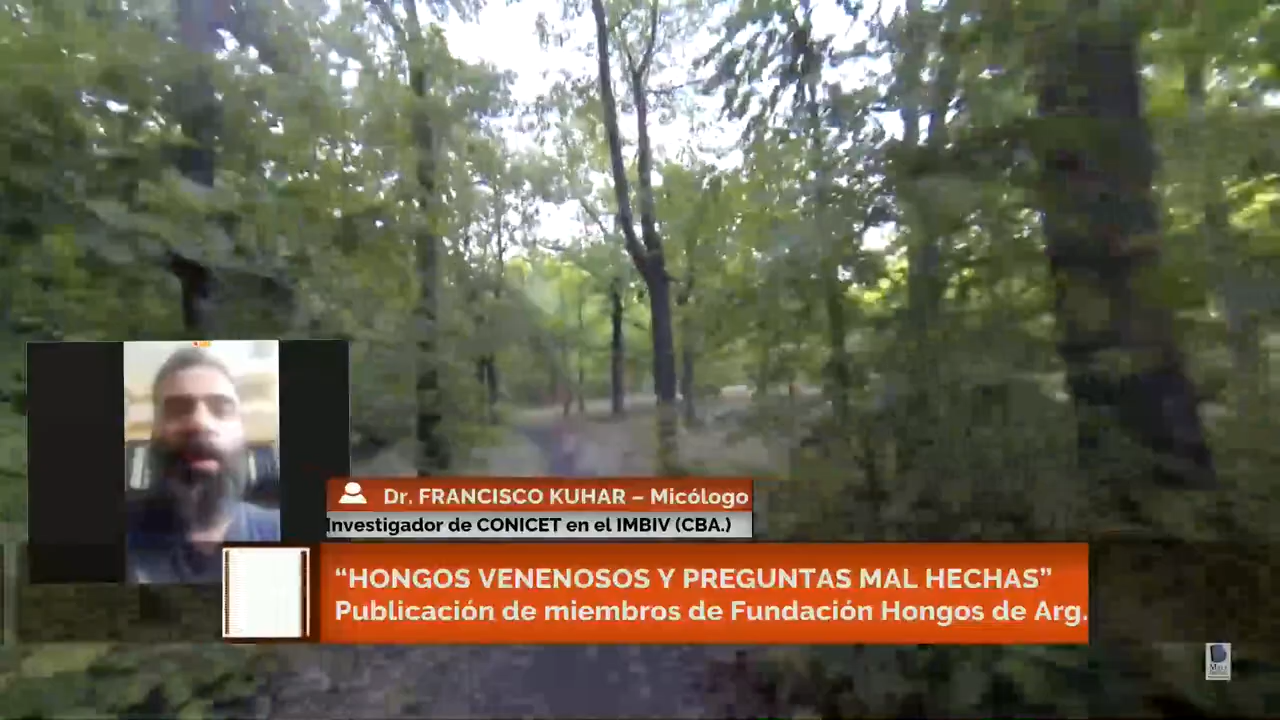 Dr. FRANCISCO KUHAR – Micólogo
Investigador de CONICET en el IMBIV (CBA.)
“HONGOS VENENOSOS Y PREGUNTAS MAL HECHAS”
Publicación de miembros de Fundación Hongos de Arg.